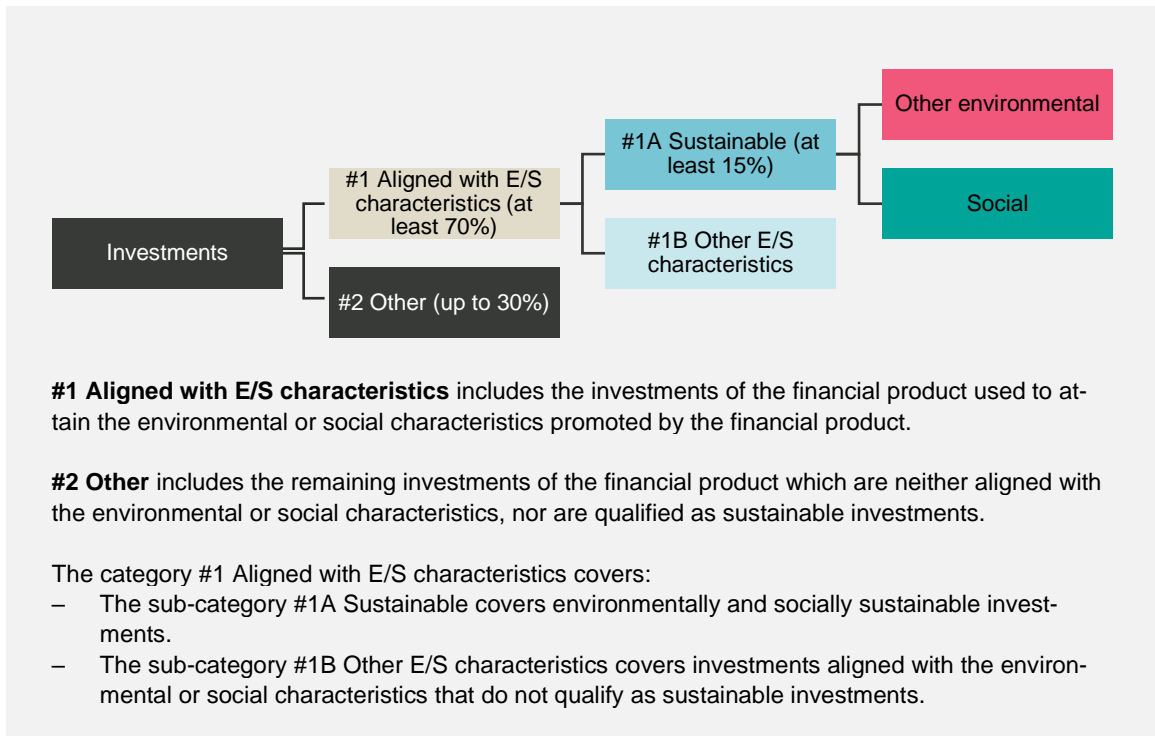 Other environmental
#1A Sustainable (at
least 15%)
#1 Aligned with E/S
characteristics (at
least 70%)
Social
Investments
#1B Other E/S
characteristics
#2 Other (up to 30%)
#1 Aligned with E/S characteristics includes the investments of the financial product used to at-
tain the environmental or social characteristics promoted by the financial product.
#2 Other includes the remaining investments of the financial product which are neither aligned with
the environmental or social characteristics, nor are qualified as sustainable investments.
The category #1 Aligned with E/S characteristics covers:
– The sub-category #1A Sustainable covers environmentally and socially sustainable invest-
ments.
– The sub-category #1B Other E/S characteristics covers investments aligned with the environ-
mental or social characteristics that do not qualify as sustainable investments.